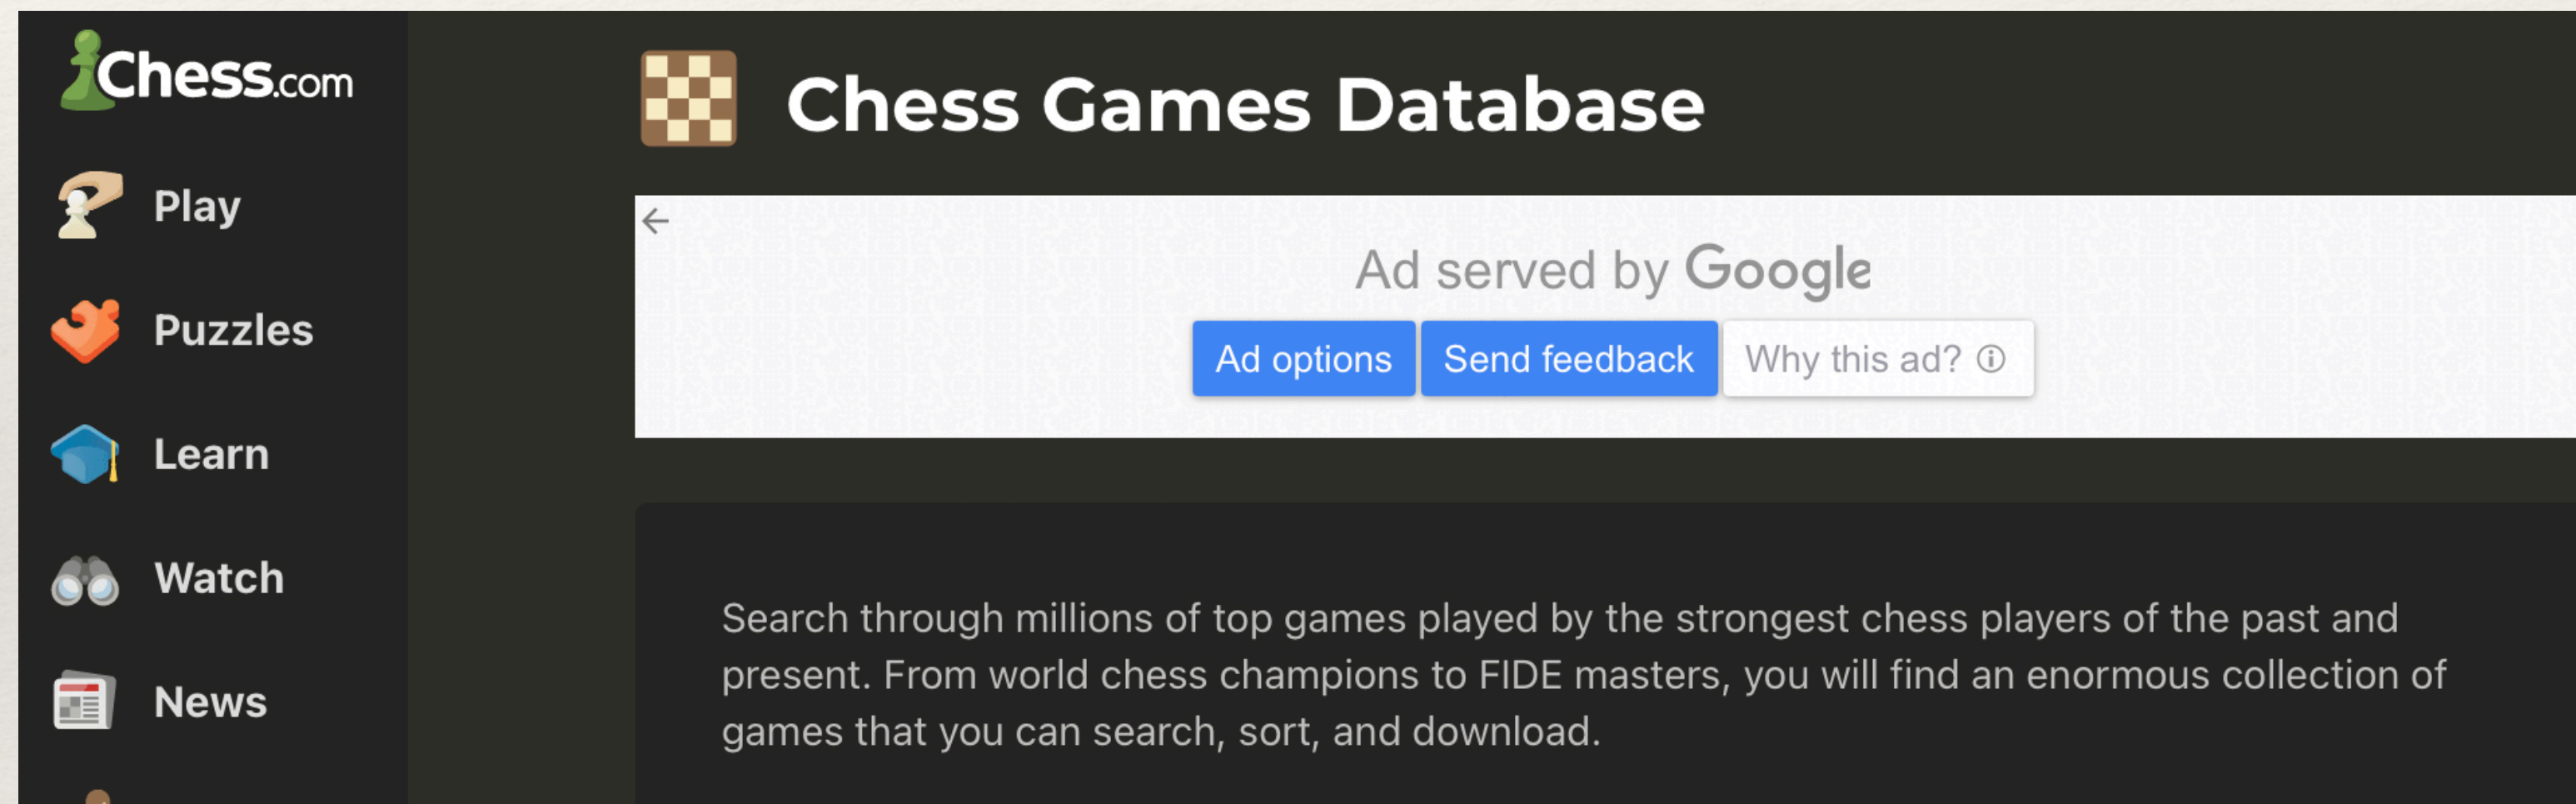 Chess.com
Play
Puzzles
Learn
Watch
News
Chess Games Database
Ad served by Google
Ad options
Send feedback
Why this ad?
Search through millions of top games played by the strongest chess players of the past and
present. From world chess champions to FIDE masters, you will find an enormous collection of
games that you can search, sort, and download.